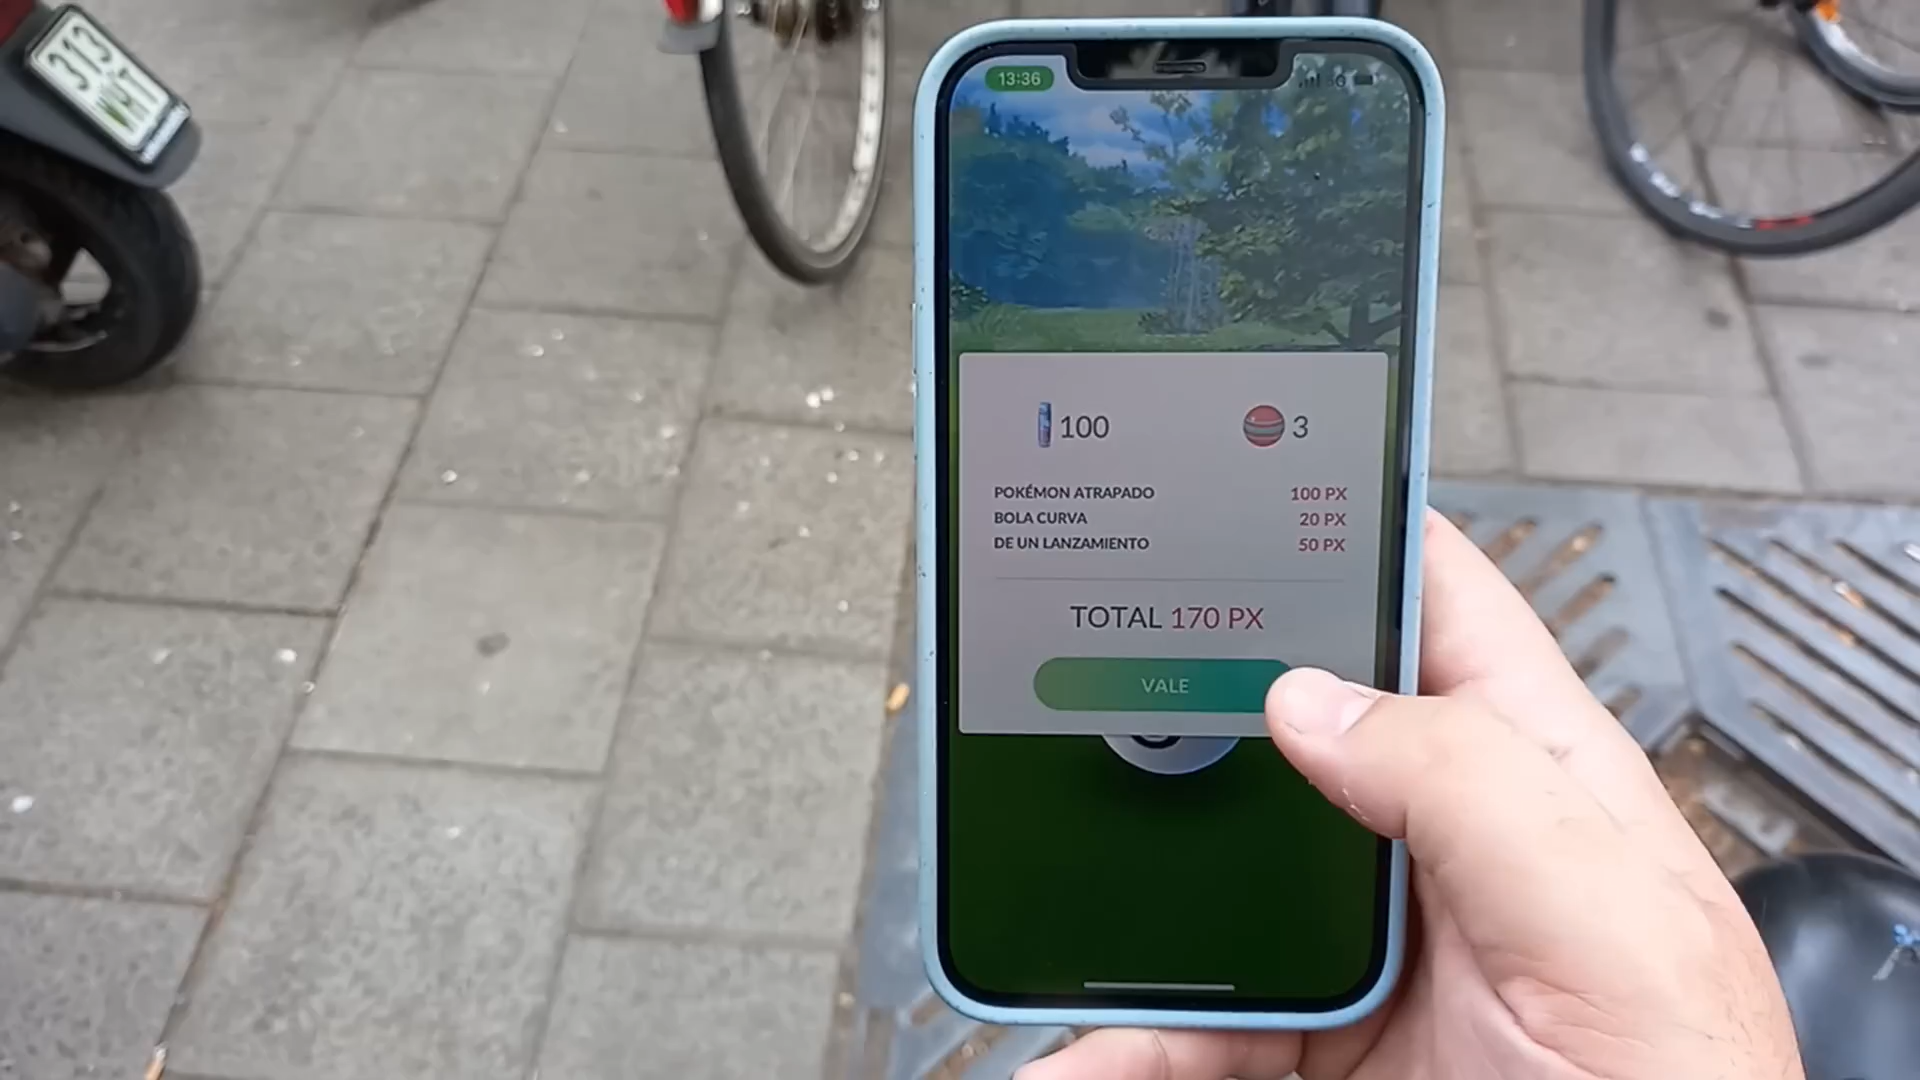 313
13:36
100
3
POKÉMON ATRAPADO 100 PX
BOLA CURVA 20 PX
DE UN LANZAMIENTO 50 PX
TOTAL 170 PX
VALE